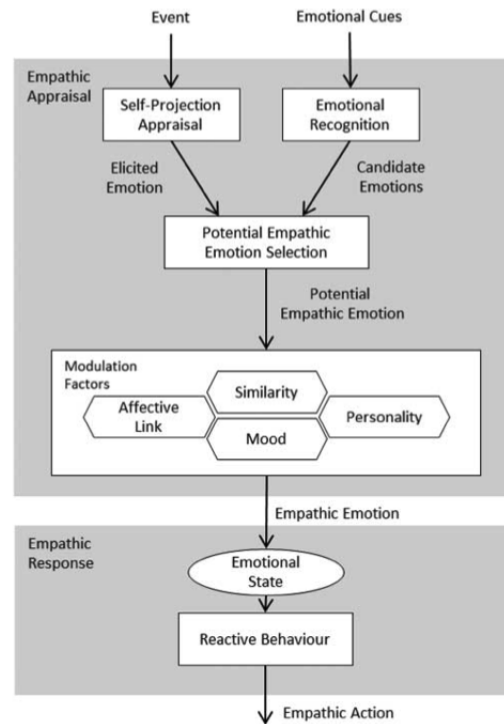 Event
Emotional Cues
Empathic
Appraisal
Self-Projection
Appraisal
Emotional
Recognition
Elicited
Emotion
Candidate
Emotions
Potential Empathic
Emotion Selection
Potential
Empathic Emotion
Modulation
Factors
Similarity
Affective
Link
Personality
Mood
Empathic Emotion
Empathic
Response
Emotional
State
Reactive Behaviour
Empathic Action